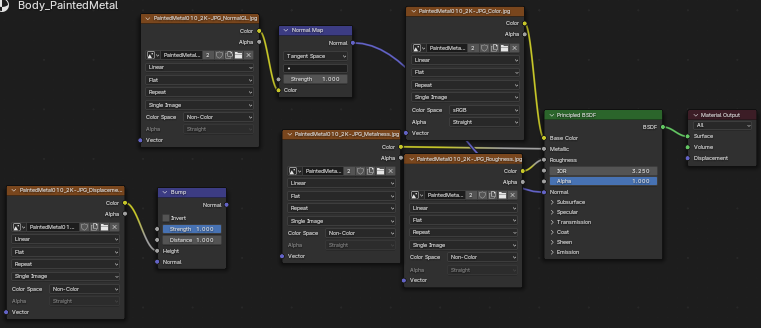 Body_PaintedMetal
PaintedMetal010_2K-JPG_NormalGL.jpg
Color
Alpha
PaintedMetal...
2
Linear
Flat
Repeat
Single Image
Color Space
Non-Color
Alpha
Straight
Vector
Normal Map
Normal
Tangent Space
Strength
1.000
Color
PaintedMetal010_2K-JPG_Color.jpg
Color
Alpha
PaintedMeta...
2
Linear
Flat
Repeat
Single Image
Color Space
sRGB
Alpha
Straight
Vector
PaintedMetal010_2K-JPG_Metalness.jpg
Color
Alpha
PaintedMeta...
2
Linear
Flat
Repeat
Single Image
Color Space
Non-Color
Alpha
Straight
Vector
PaintedMetal010_2K-JPG_Roughness.jpg
Color
Alpha
PaintedMeta...
2
Linear
Flat
Repeat
Single Image
Color Space
Non-Color
Alpha
Straight
Vector
Principled BSDF
BSDF
Base Color
Metallic
Roughness
IOR
3.250
Alpha
1.000
Normal
Subsurface
Specular
Transmission
Coat
Sheen
Emission
Material Output
All
Surface
Volume
Displacement
PaintedMetal010_2K-JPG_Displaceme...
Color
Alpha
PaintedMetal01...
Linear
Flat
Repeat
Single Image
Color Space
Non-Color
Alpha
Straight
Vector
Bump
Normal
Invert
Strength
1.000
Distance
1.000
Height
Normal